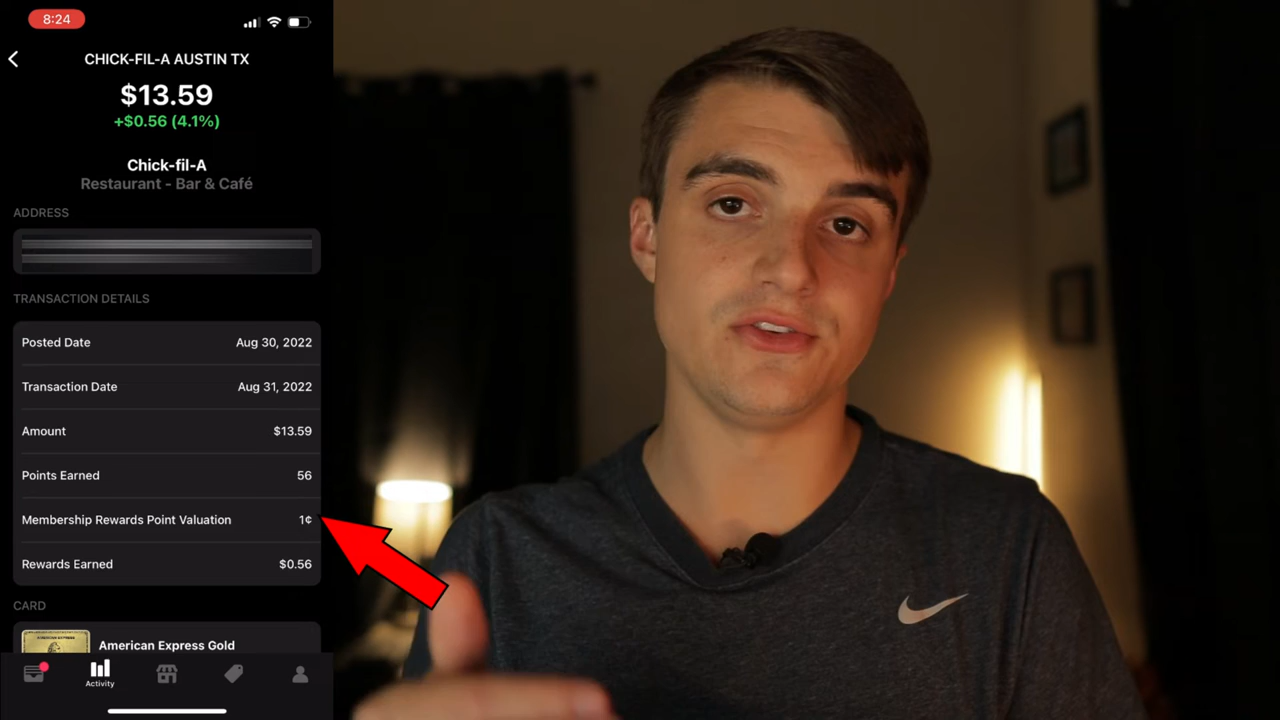 8:24
CHICK-FIL-A AUSTIN TX
$13.59
+$0.56 (4.1%)
Chick-fil-A
Restaurant - Bar & Café
ADDRESS
TRANSACTION DETAILS
Posted Date Aug 30, 2022
Transaction Date Aug 31, 2022
Amount $13.59
Points Earned 56
Membership Rewards Point Valuation 1¢
Rewards Earned $0.56
CARD
AMERICAN EXPRESS
American Express Gold
Activity